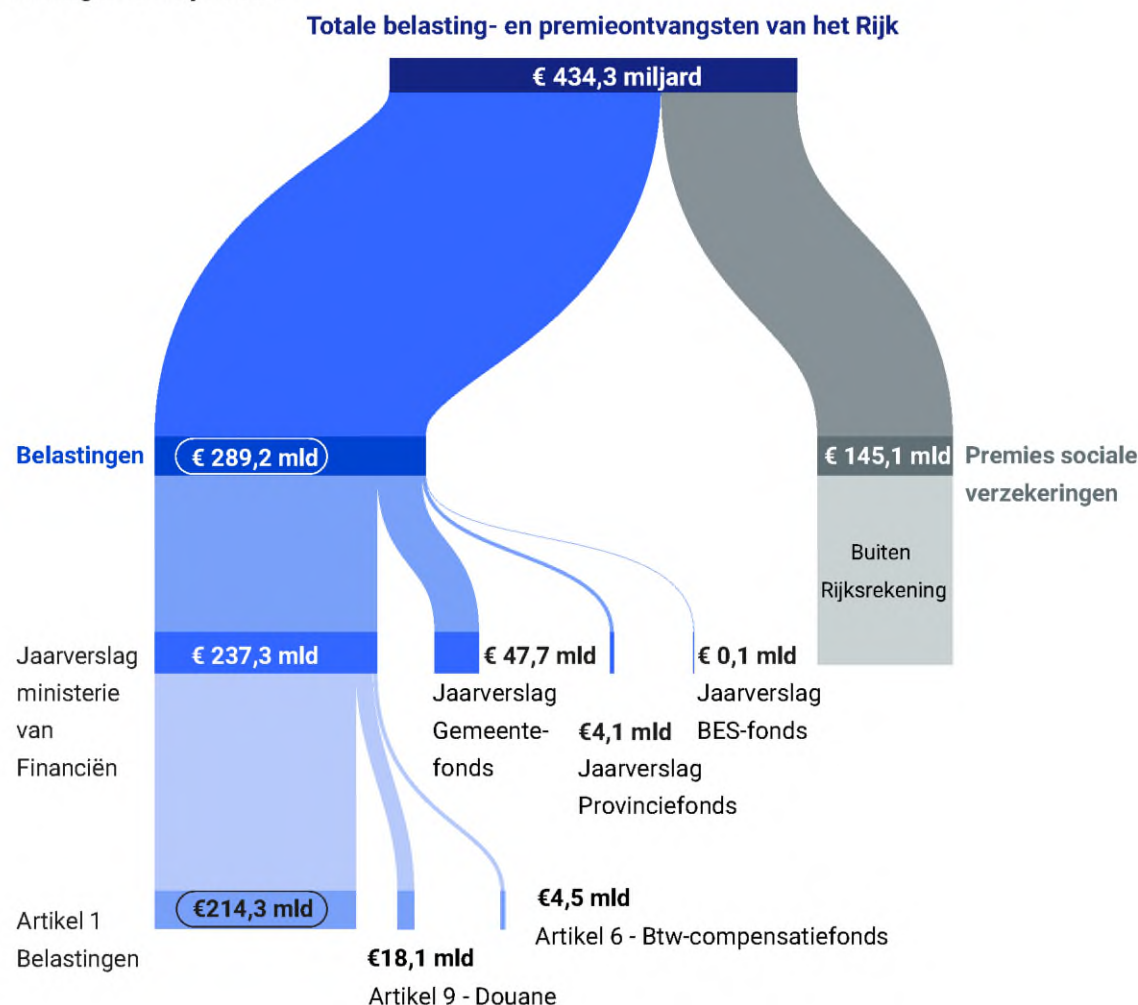 Totale belasting- en premieontvangsten van het Rijk
€ 434,3 miljard
Belastingen
€ 289,2 mld
€ 145,1 mld
Premies sociale
verzekeringen
Buiten
Rijksrekening
Jaarverslag
ministerie
van
Financiën
€ 237,3 mld
€ 47,7 mld
Jaarverslag
Gemeente-
fonds
€4,1 mld
Jaarverslag
Provinciefonds
€ 0,1 mld
Jaarverslag
BES-fonds
Artikel 1
Belastingen
€214,3 mld
€18,1 mld
Artikel 9 - Douane
€4,5 mld
Artikel 6 - Btw-compensatiefonds